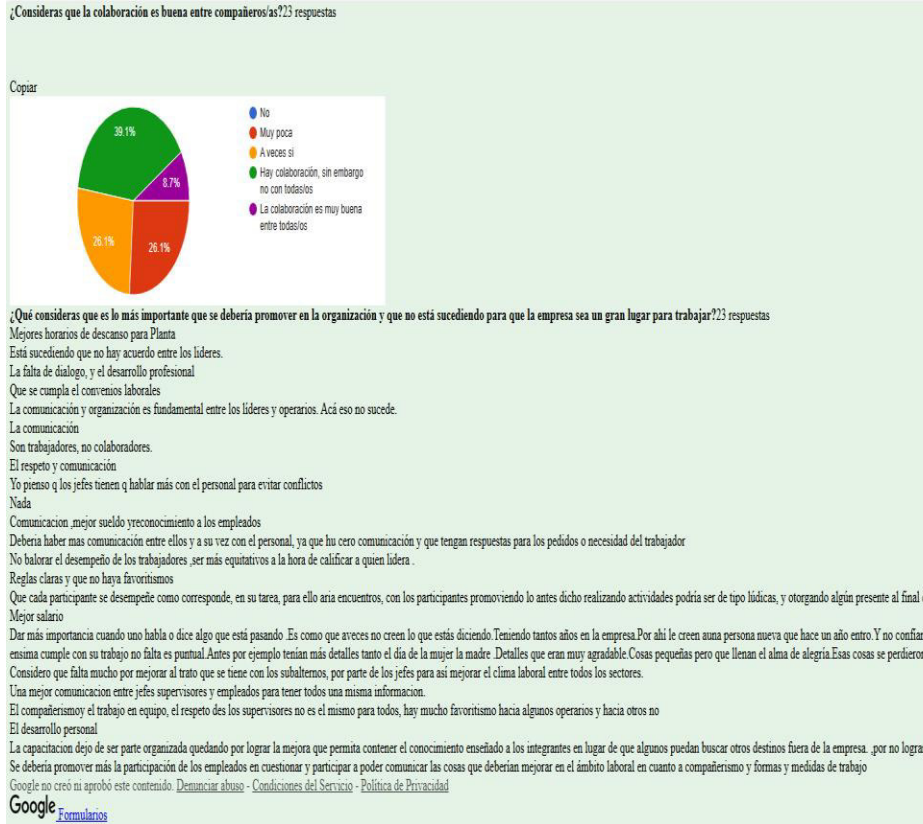 ¿Consideras que la colaboración es buena entre compañeros/as?23 respuestas
Copiar
39.1%
8.7%
26.1%
26.1%
No
Muy poca
A veces si
Hay colaboración, sin embargo
no con todas/os
La colaboración es muy buena
entre todas/os
¿Qué consideras que es lo más importante que se debería promover en la organización y que no está sucediendo para que la empresa sea un gran lugar para trabajar?23 respuestas
Mejores horarios de descanso para Planta
Está sucediendo que no hay acuerdo entre los lideres.
La falta de dialogo, y el desarrollo profesional
Que se cumpla el convenios laborales
La comunicación y organización es fundamental entre los líderes y operarios. Acá eso no sucede.
La comunicación
Son trabajadores, no colaboradores.
El respeto y comunicación
Yo pienso q los jefes tienen q hablar más con el personal para evitar conflictos
Nada
Comunicacion ,mejor sueldo yreconocimiento a los empleados
Deberia haber mas comunicación entre ellos y a su vez con el personal, ya que hu cero comunicación y que tengan respuestas para los pedidos o necesidad del trabajador
No balorar el desempeño de los trabajadores ,ser más equitativos a la hora de calificar a quien lidera .
Reglas claras y que no haya favoritismos
Que cada participante se desempeñe como corresponde, en su tarea, para ello aria encuentros, con los participantes promoviendo lo antes dicho realizando actividades podría ser de tipo lúdicas, y otorgando algún presente al final
Mejor salario
Dar más importancia cuando uno habla o dice algo que está pasando .Es como que aveces no creen lo que estás diciendo.Teniendo tantos años en la empresa.Por ahí le creen auna persona nueva que hace un año entro.Y no confian
ensima cumple con su trabajo no falta es puntual.Antes por ejemplo tenían más detalles tanto el día de la mujer la madre .Detalles que eran muy agradable.Cosas pequeñas pero que llenan el alma de alegría.Esas cosas se perdieron
Considero que falta mucho por mejorar al trato que se tiene con los subalternos, por parte de los jefes para así mejorar el clima laboral entre todos los sectores.
Una mejor comunicacion entre jefes supervisores y empleados para tener todos una misma informacion.
El compañerismoy el trabajo en equipo, el respeto des los supervisores no es el mismo para todos, hay mucho favoritismo hacia algunos operarios y hacia otros no
El desarrollo personal
La capacitacion dejo de ser parte organizada quedando por lograr la mejora que permita contener el conocimiento enseñado a los integrantes en lugar de que algunos puedan buscar otros destinos fuera de la empresa. ,por no logra
Se debería promover más la participación de los empleados en cuestionar y participar a poder comunicar las cosas que deberían mejorar en el ámbito laboral en cuanto a compañerismo y formas y medidas de trabajo
Google no creó ni aprobó este contenido. Denunciar abuso - Condiciones del Servicio - Política de Privacidad
Google Formularios